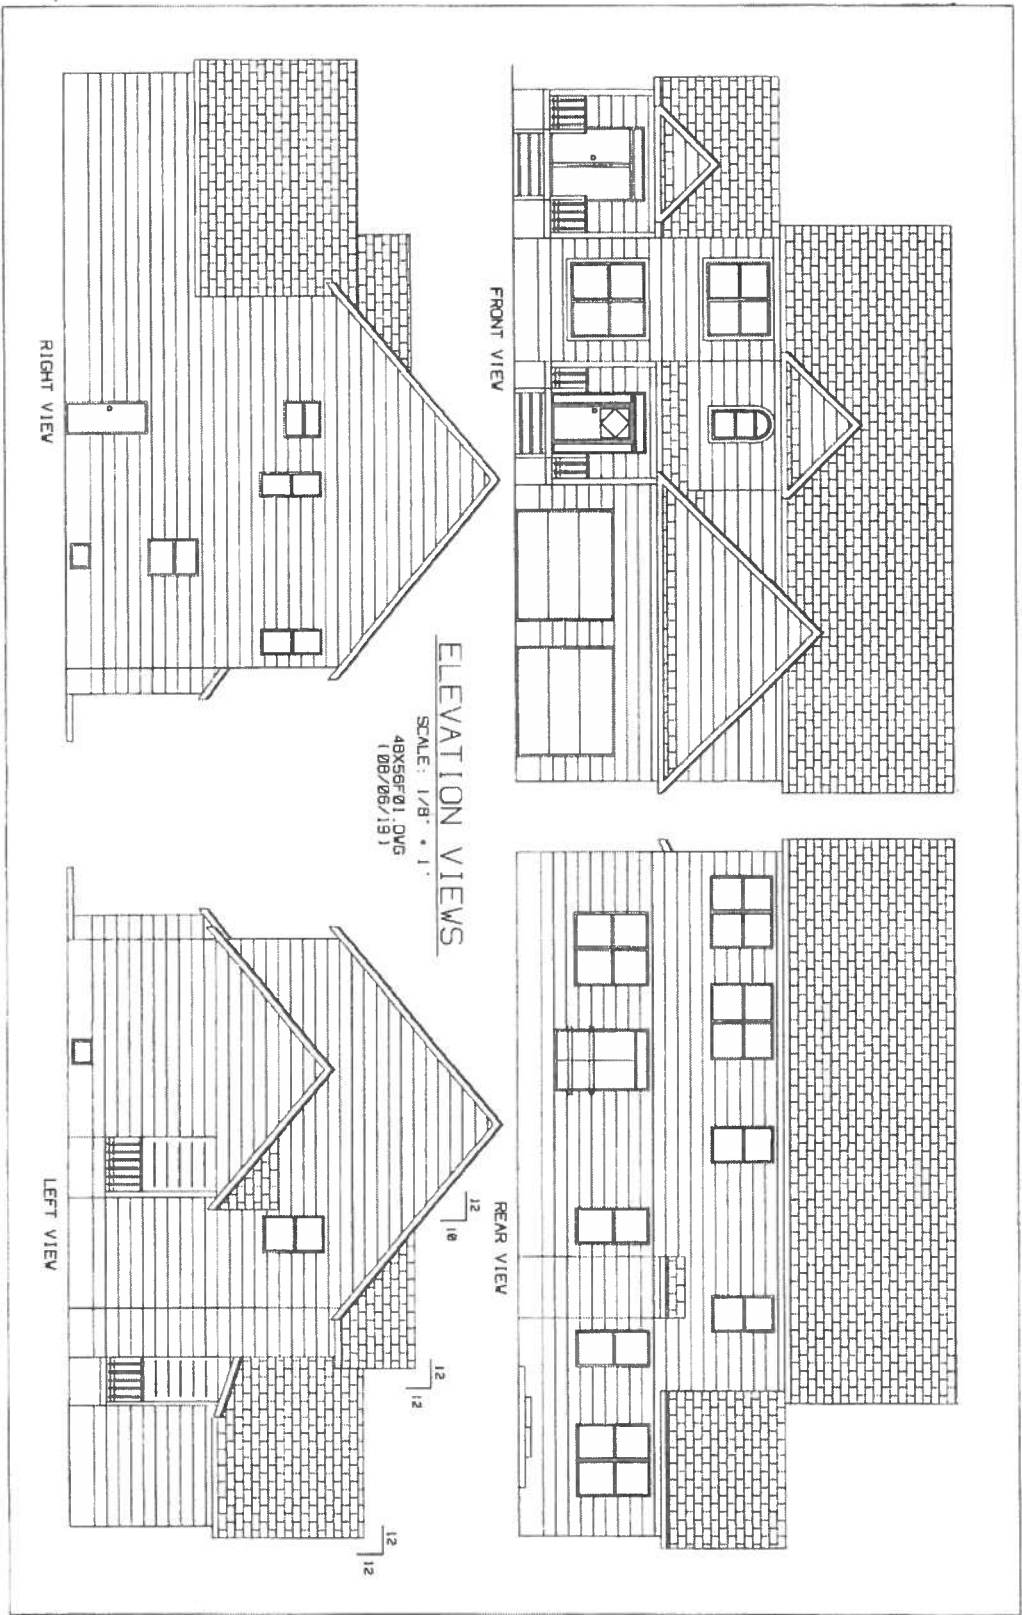 FRONT VIEW
REAR VIEW
12
10
ELEVATION VIEWS
SCALE: 1/8" = 1'
48X56F01.DWG
(08/06/19)
12
12
12
12
RIGHT VIEW
LEFT VIEW